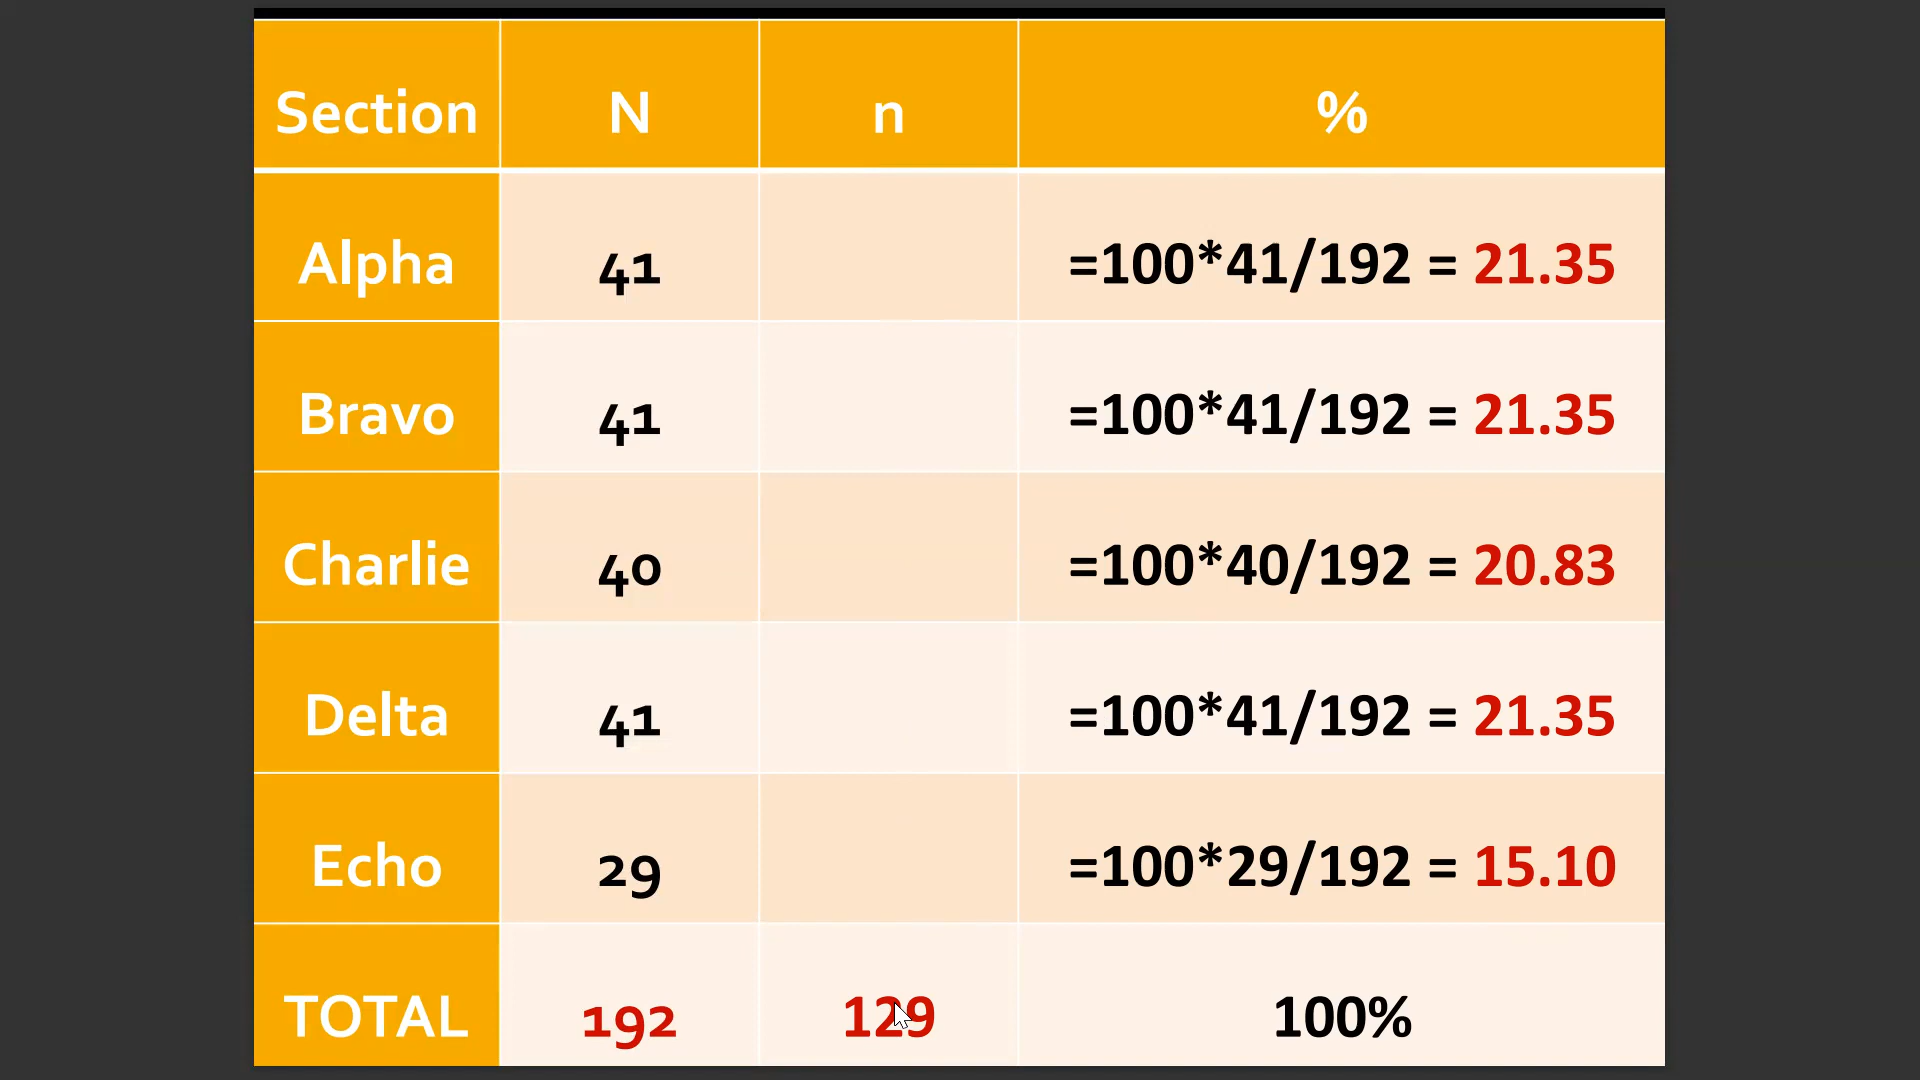 Section N n %
Alpha 41 =100*41/192 = 21.35
Bravo 41 =100*41/192 = 21.35
Charlie 40 =100*40/192 = 20.83
Delta 41 =100*41/192 = 21.35
Echo 29 =100*29/192 = 15.10
TOTAL 192 129 100%